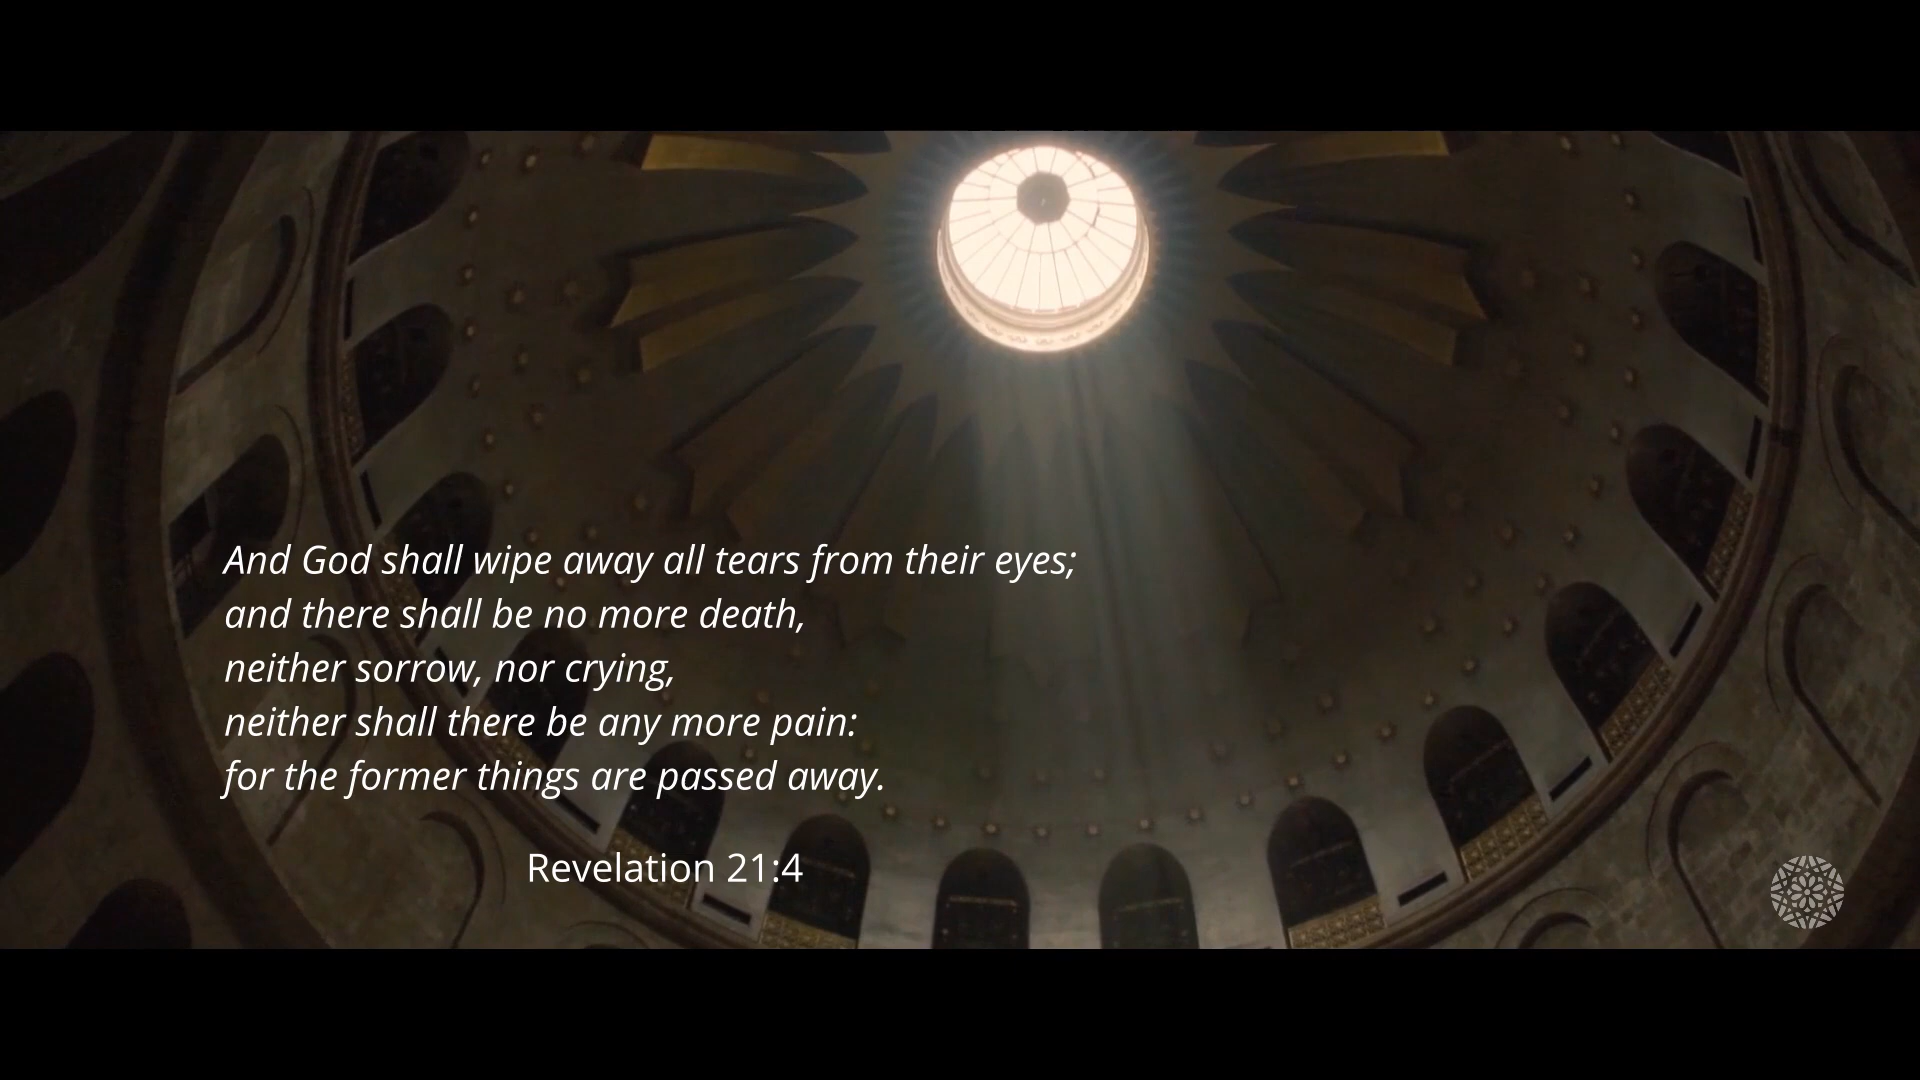 And God shall wipe away all tears from their eyes;
and there shall be no more death,
neither sorrow, nor crying,
neither shall there be any more pain:
for the former things are passed away.
Revelation 21:4